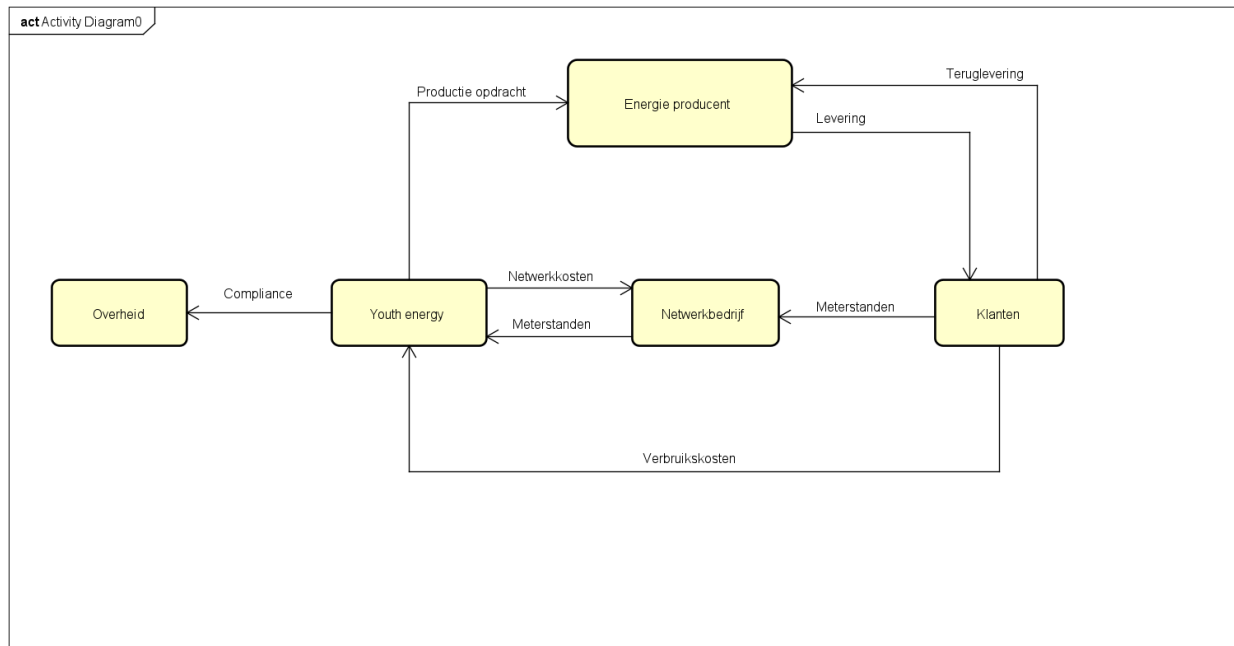 act Activity Diagram0
Teruglevering
Productie opdracht
Energie producent
Levering
Netwerkkosten
Compliance
Overheid
Youth energy
Netwerkbedrijf
Meterstanden
Klanten
Meterstanden
Verbruikskosten